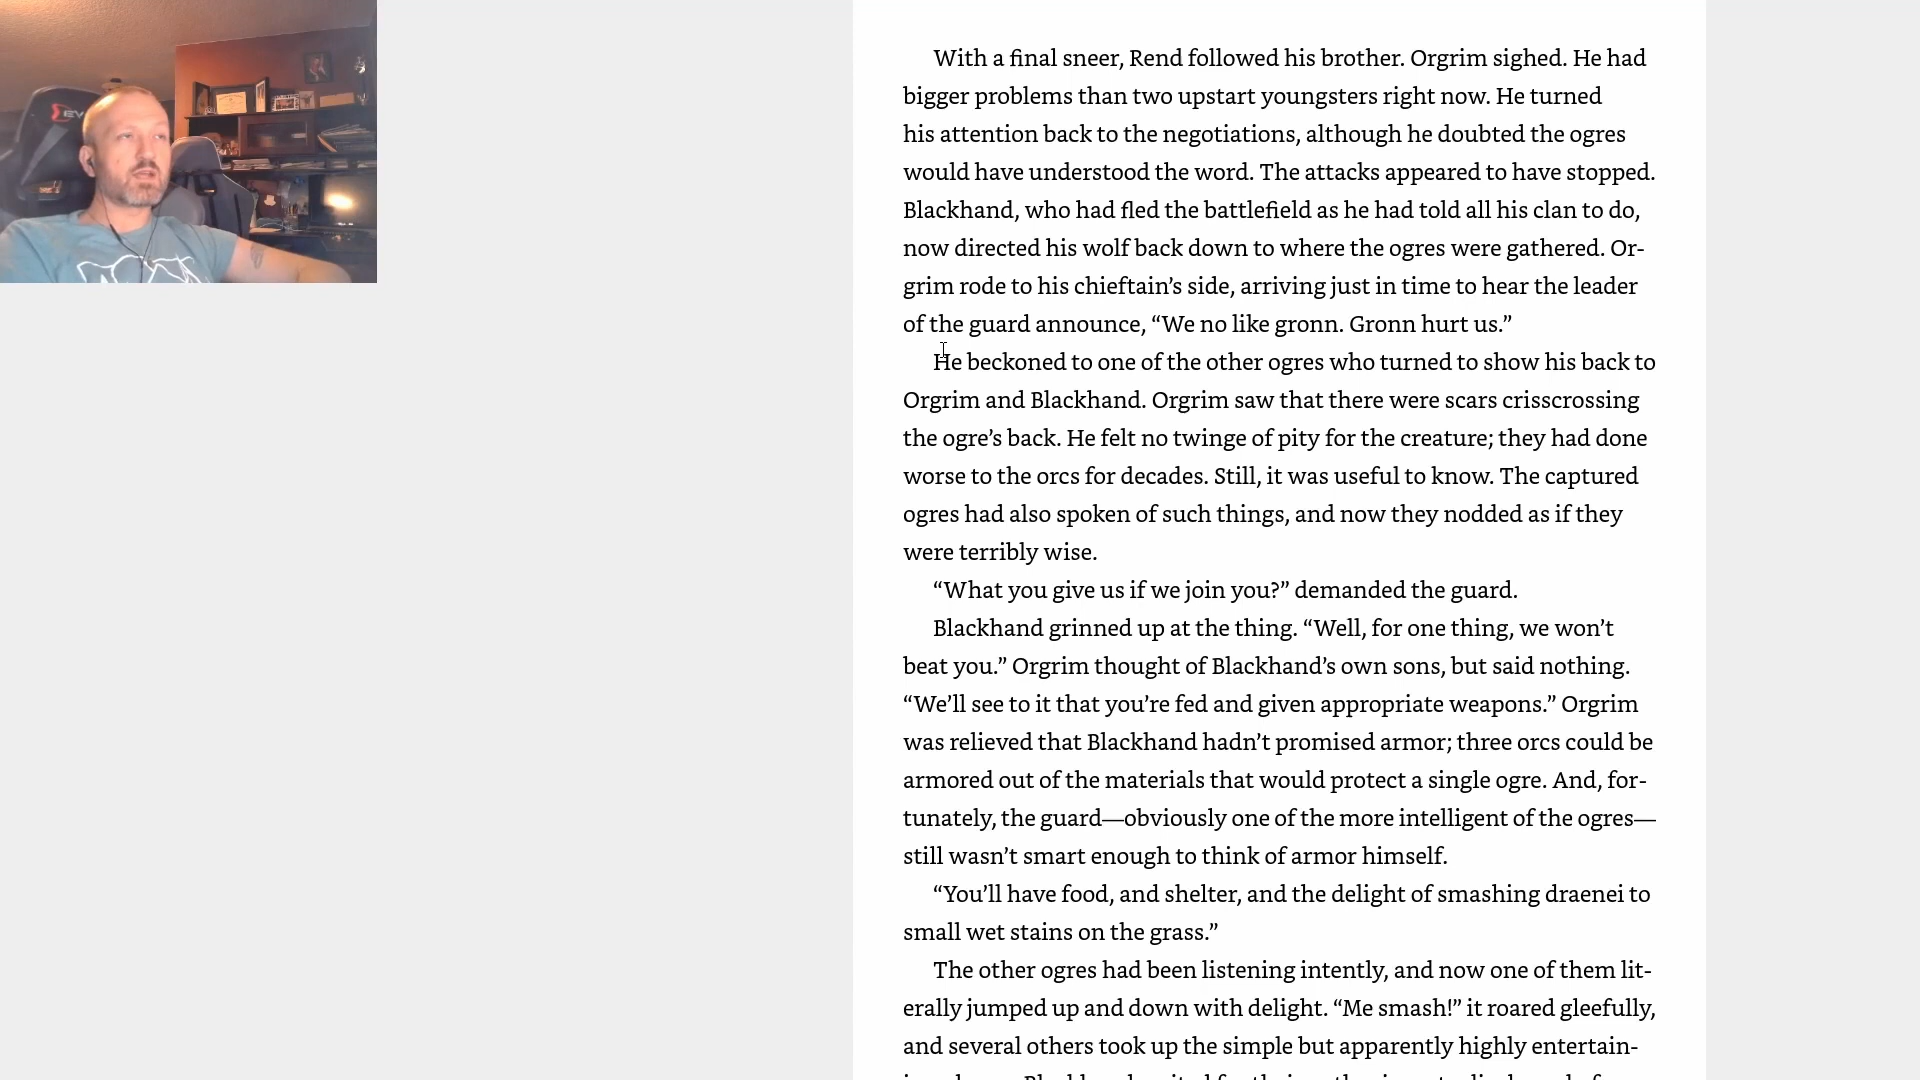 EV
With a final sneer, Rend followed his brother. Orgrim sighed. He had
bigger problems than two upstart youngsters right now. He turned
his attention back to the negotiations, although he doubted the ogres
would have understood the word. The attacks appeared to have stopped.
Blackhand, who had fled the battlefield as he had told all his clan to do,
now directed his wolf back down to where the ogres were gathered. Or-
grim rode to his chieftain’s side, arriving just in time to hear the leader
of the guard announce, “We no like gronn. Gronn hurt us.”
He beckoned to one of the other ogres who turned to show his back to
Orgrim and Blackhand. Orgrim saw that there were scars crisscrossing
the ogre’s back. He felt no twinge of pity for the creature; they had done
worse to the orcs for decades. Still, it was useful to know. The captured
ogres had also spoken of such things, and now they nodded as if they
were terribly wise.
“What you give us if we join you?” demanded the guard.
Blackhand grinned up at the thing. “Well, for one thing, we won’t
beat you.” Orgrim thought of Blackhand’s own sons, but said nothing.
“We’ll see to it that you’re fed and given appropriate weapons.” Orgrim
was relieved that Blackhand hadn’t promised armor; three orcs could be
armored out of the materials that would protect a single ogre. And, for-
tunately, the guard—obviously one of the more intelligent of the ogres—
still wasn’t smart enough to think of armor himself.
“You’ll have food, and shelter, and the delight of smashing draenei to
small wet stains on the grass.”
The other ogres had been listening intently, and now one of them lit-
erally jumped up and down with delight. “Me smash!” it roared gleefully,
and several others took up the simple but apparently highly entertain-